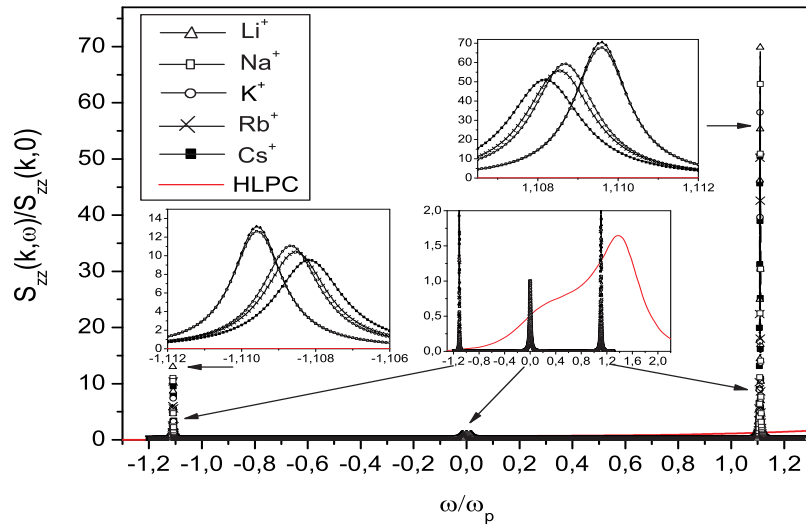 Li+
Na+
K+
Rb+
Cs+
HLPC
S_zz(k,ω)/S_zz(k,0)
70
60
50
40
30
20
10
0
70
60
50
40
30
20
10
0
1,108 1,110 1,112
14
12
10
8
6
4
2
0
-1,112 -1,110 -1,108 -1,106
2,0
1,5
1,0
0,5
0,0
-1,2 -0,8 -0,4 0,0 0,4 0,8 1,2 1,6 2,0
-1,2 -1,0 -0,8 -0,6 -0,4 -0,2 0,0 0,2 0,4 0,6 0,8 1,0 1,2
ω/ω_p